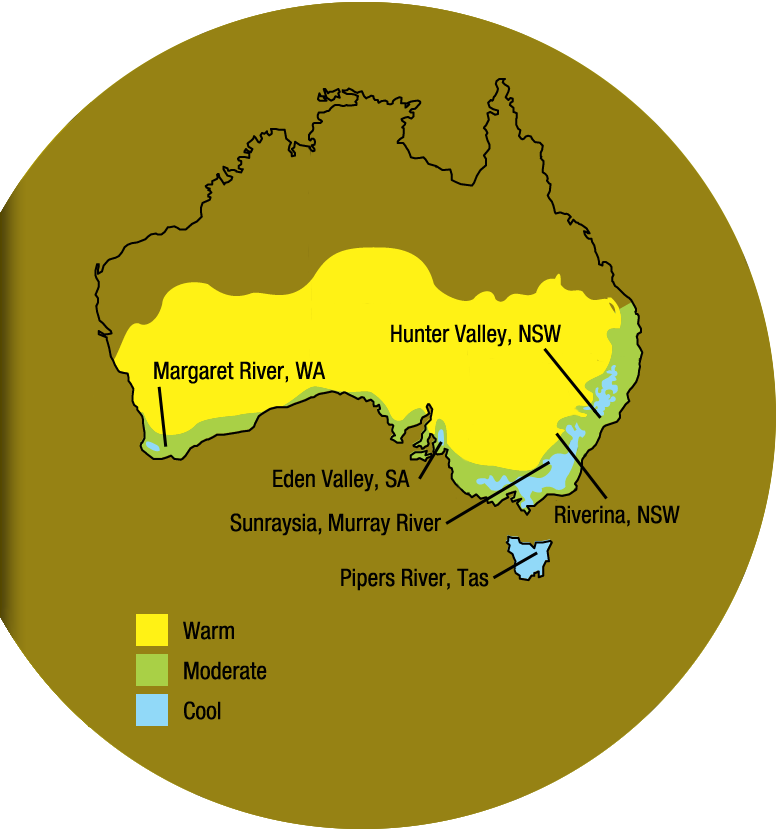 Hunter Valley, NSW
Margaret River, WA
Eden Valley, SA
Sunraysia, Murray River
Riverina, NSW
Pipers River, Tas
Warm
Moderate
Cool